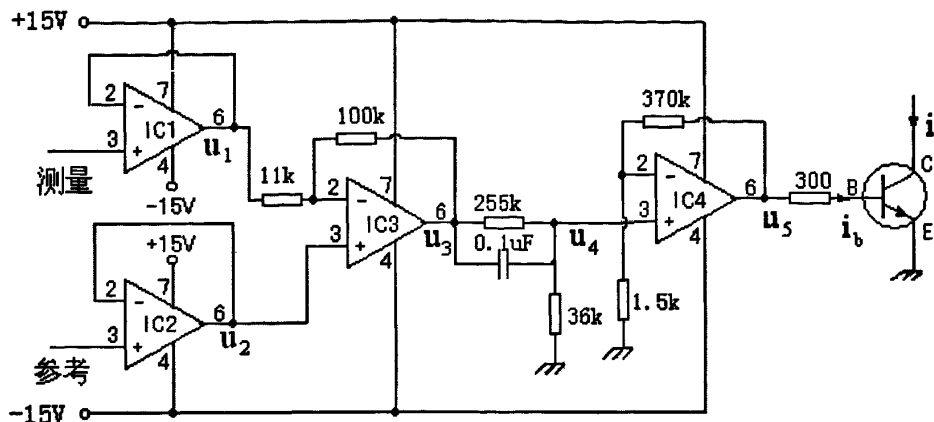 +15V
370k
i
2
7
6
100k
7
C
IC1
2
IC4
6
300
B
3
u₁
11k
2
7
3
4
u₅
i_b
E
测量
4
IC3
6
255k
-15V
3
u₃
0.1uF
u₄
+15V
4
2
7
6
36k
1.5k
IC2
3
u₂
参考
4
-15V